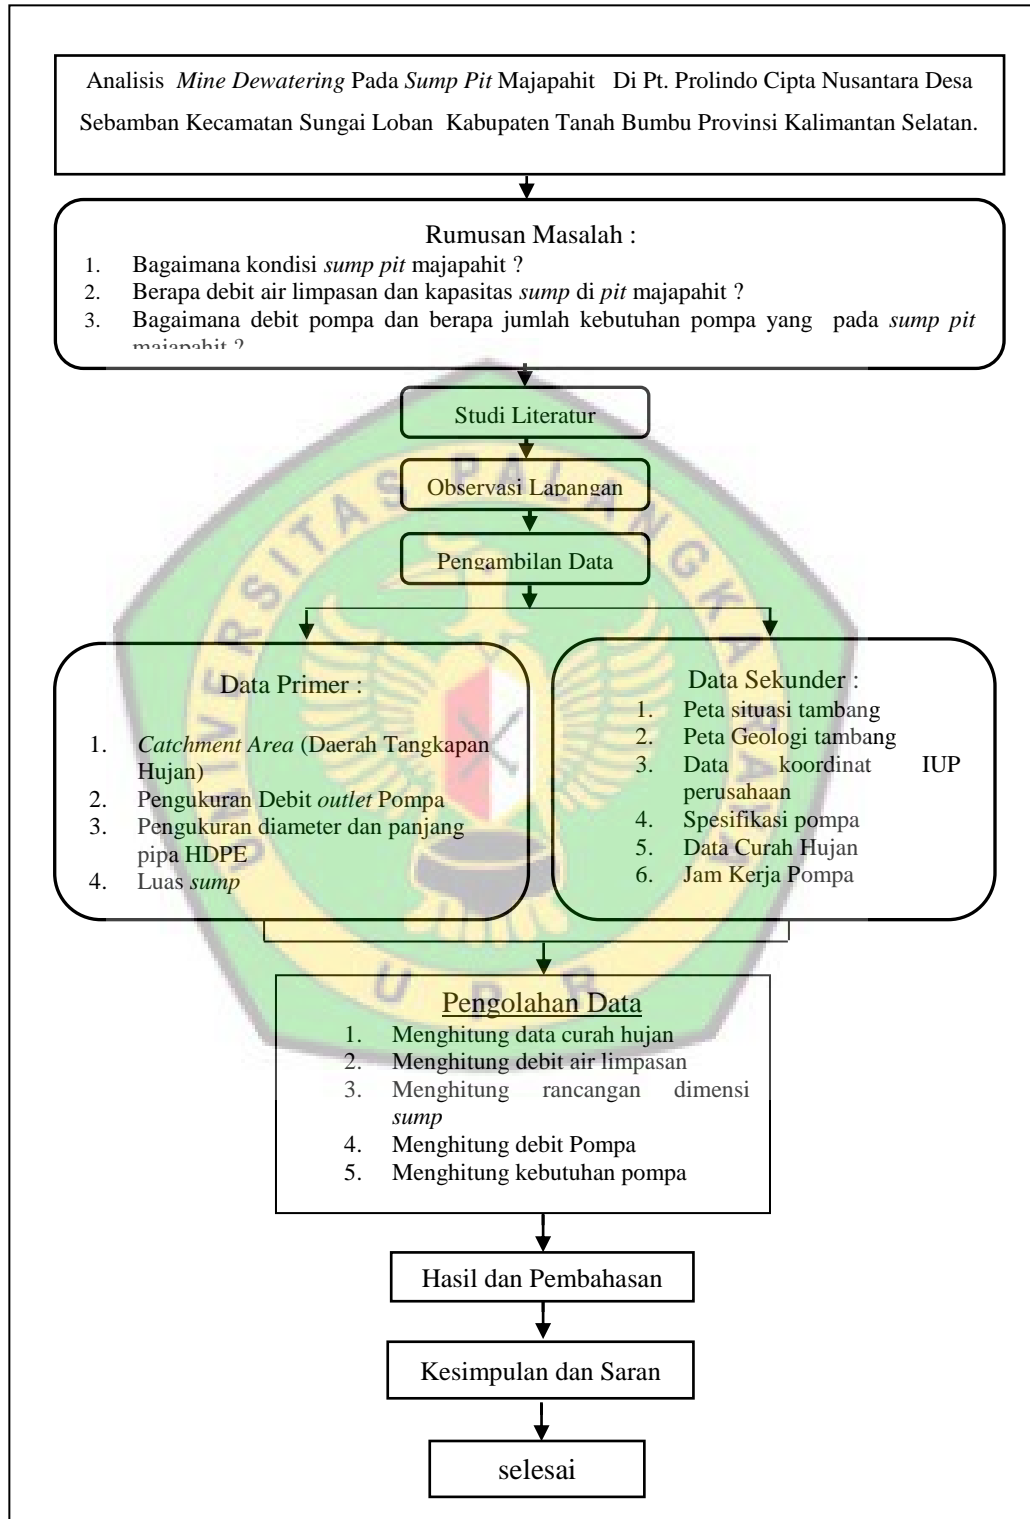 Analisis Mine Dewatering Pada Sump Pit Majapahit Di Pt. Prolindo Cipta Nusantara Desa
Sebamban Kecamatan Sungai Loban Kabupaten Tanah Bumbu Provinsi Kalimantan Selatan.
Rumusan Masalah :
1. Bagaimana kondisi sump pit majapahit ?
2. Berapa debit air limpasan dan kapasitas sump di pit majapahit ?
3. Bagaimana debit pompa dan berapa jumlah kebutuhan pompa yang pada sump pit
majapahit ?
Studi Literatur
Observasi Lapangan
Pengambilan Data
Data Primer :
1. Catchment Area (Daerah Tangkapan
Hujan)
2. Pengukuran Debit outlet Pompa
3. Pengukuran diameter dan panjang
pipa HDPE
4. Luas sump
Data Sekunder :
1. Peta situasi tambang
2. Peta Geologi tambang
3. Data koordinat IUP
perusahaan
4. Spesifikasi pompa
5. Data Curah Hujan
6. Jam Kerja Pompa
Pengolahan Data
1. Menghitung data curah hujan
2. Menghitung debit air limpasan
3. Menghitung rancangan dimensi
sump
4. Menghitung debit Pompa
5. Menghitung kebutuhan pompa
Hasil dan Pembahasan
Kesimpulan dan Saran
selesai
UNIVERSITAS PALANGKA RAYA
UPR